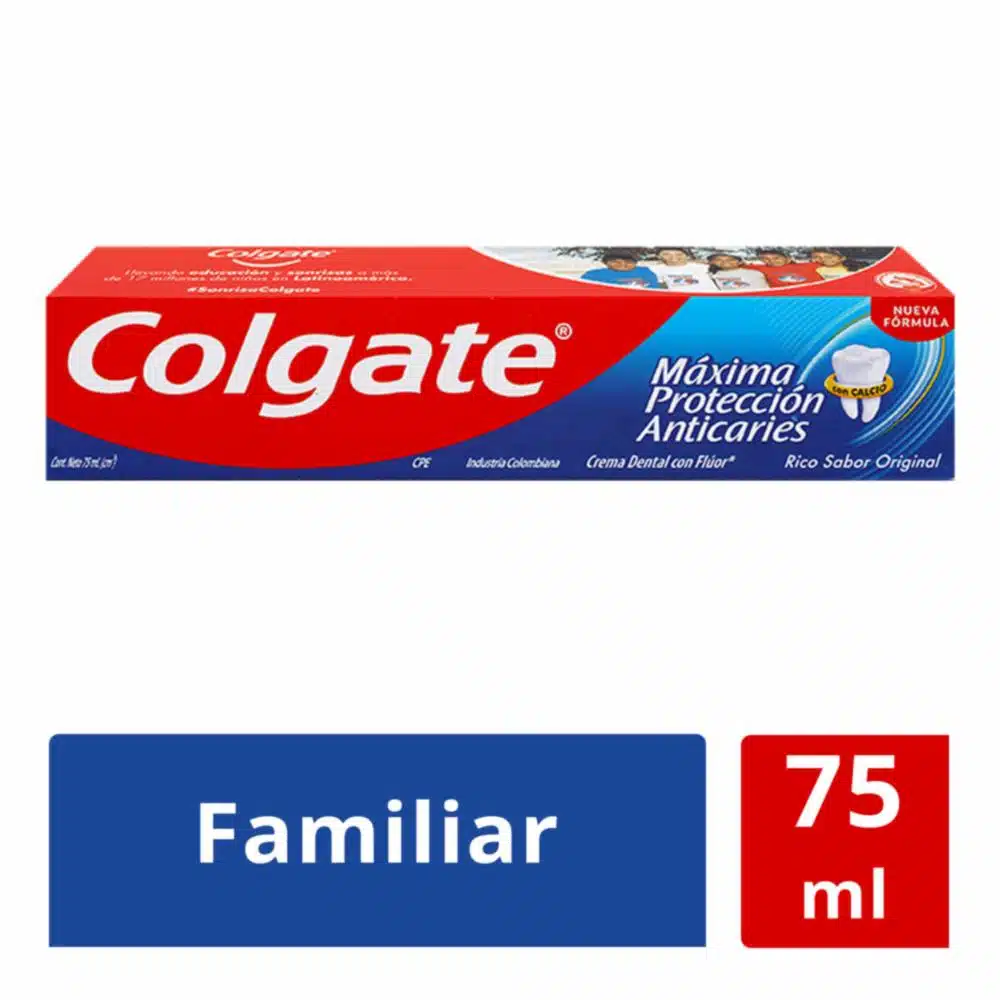 Colgate
llevando educación y sonrisas a más
de 17 millones de niños en Latinoamérica.
#SonrisaColgate
Colgate®
NUEVA
FÓRMULA
Máxima
Protección
Anticaries
con CALCIO
Cont. Neto 75 mL (cm³)
CPE
Industria Colombiana
Crema Dental con Flúor*
Rico Sabor Original
Familiar
75
ml